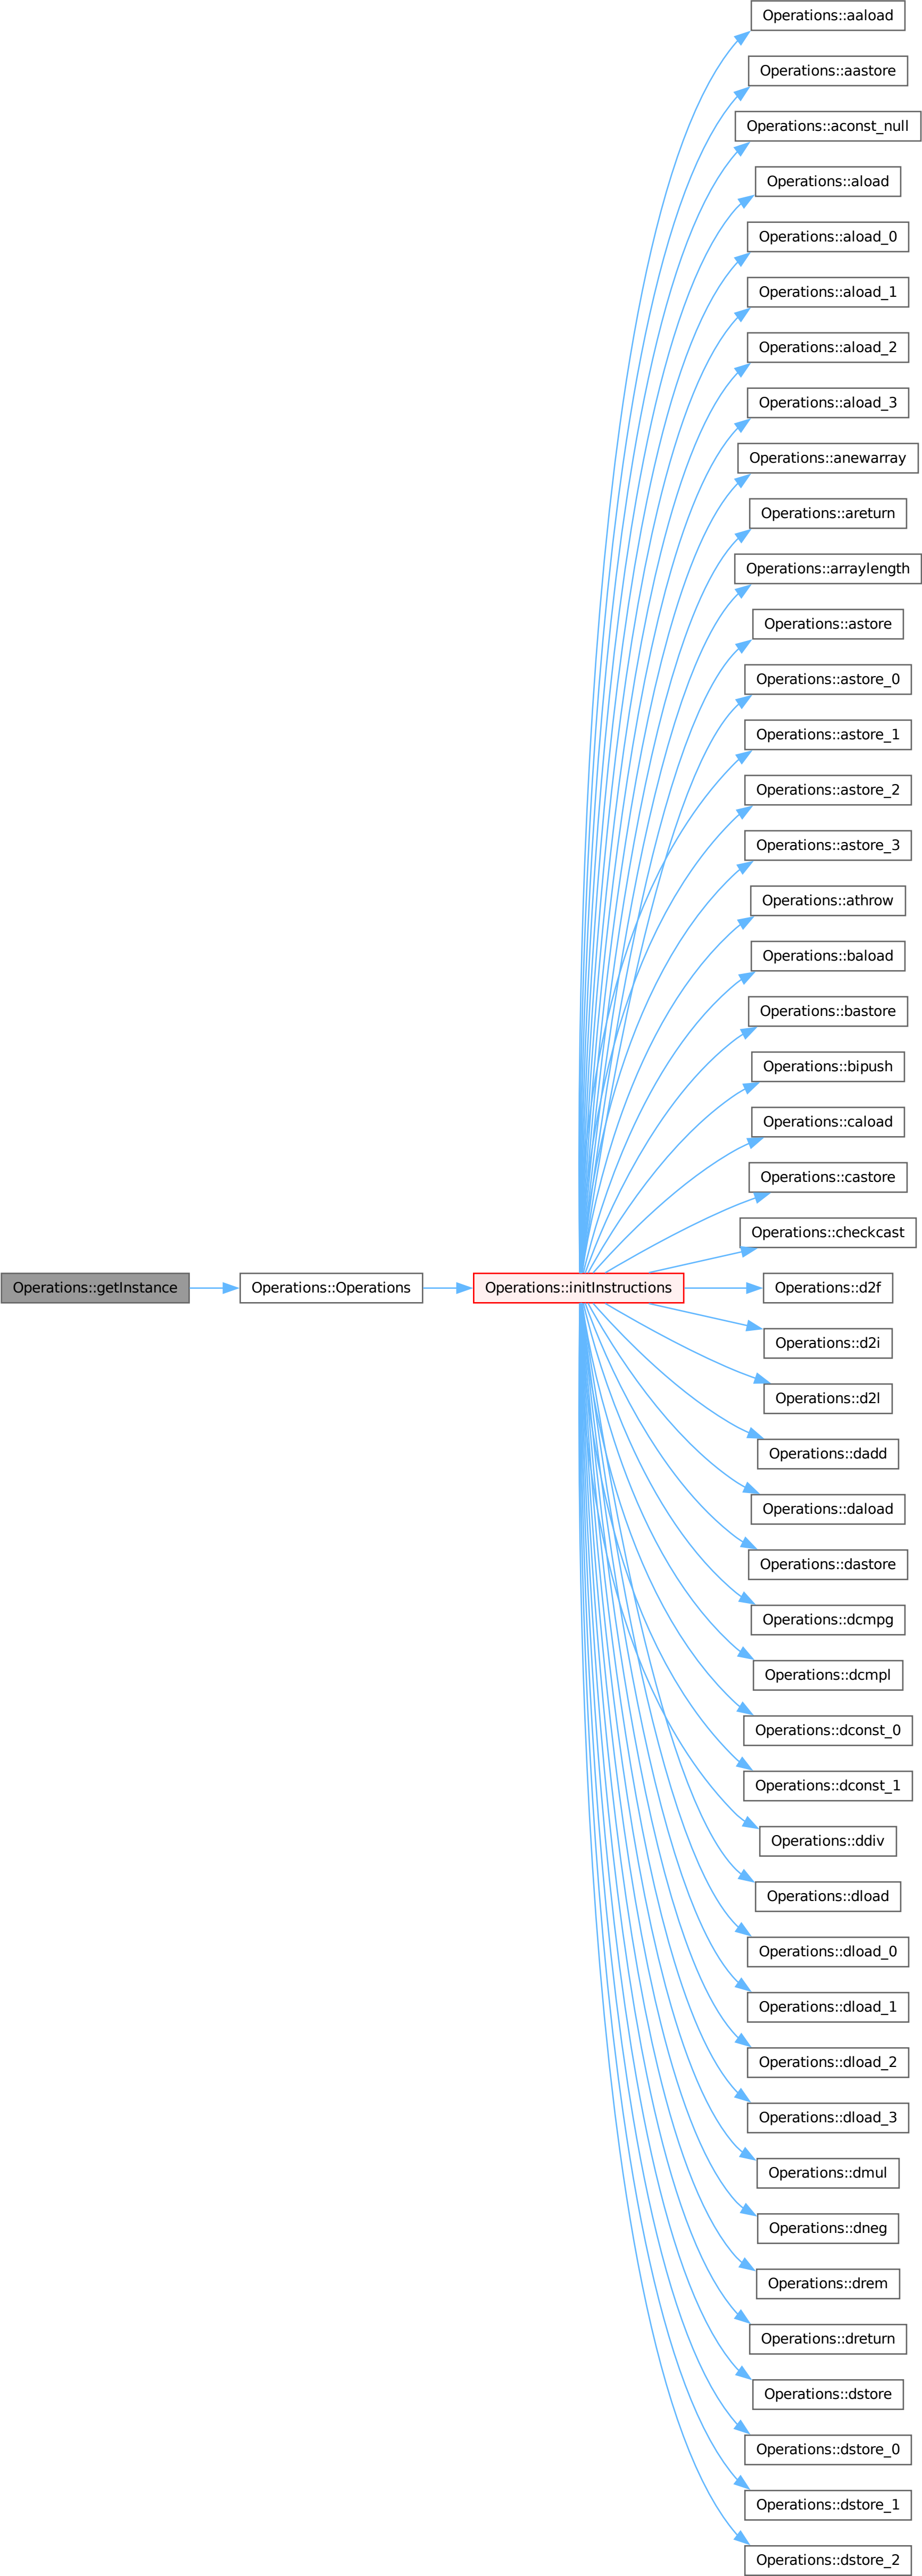 Operations::aaload
Operations::aastore
Operations::aconst_null
Operations::aload
Operations::aload_0
Operations::aload_1
Operations::aload_2
Operations::aload_3
Operations::anewarray
Operations::areturn
Operations::arraylength
Operations::astore
Operations::astore_0
Operations::astore_1
Operations::astore_2
Operations::astore_3
Operations::athrow
Operations::baload
Operations::bastore
Operations::bipush
Operations::caload
Operations::castore
Operations::checkcast
Operations::getInstance
Operations::Operations
Operations::initInstructions
Operations::d2f
Operations::d2i
Operations::d2l
Operations::dadd
Operations::daload
Operations::dastore
Operations::dcmpg
Operations::dcmpl
Operations::dconst_0
Operations::dconst_1
Operations::ddiv
Operations::dload
Operations::dload_0
Operations::dload_1
Operations::dload_2
Operations::dload_3
Operations::dmul
Operations::dneg
Operations::drem
Operations::dreturn
Operations::dstore
Operations::dstore_0
Operations::dstore_1
Operations::dstore_2